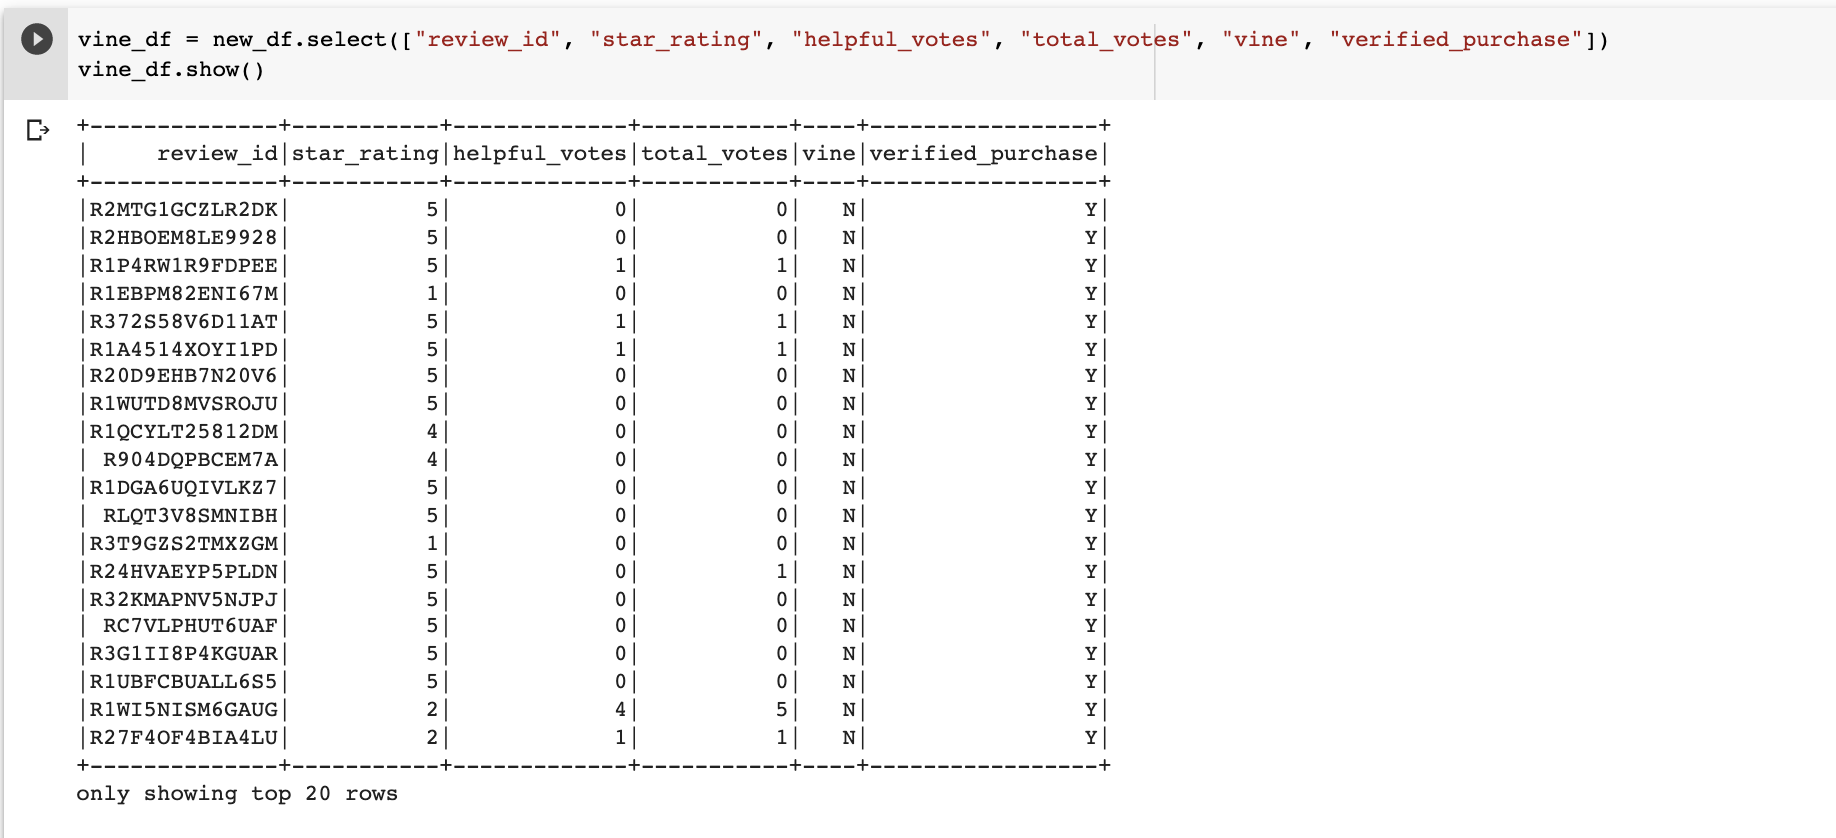 vine_df = new_df.select(["review_id", "star_rating", "helpful_votes", "total_votes", "vine", "verified_purchase"])
vine_df.show()
+--------------+-----------+-------------+-----------+----+-----------------+
|     review_id|star_rating|helpful_votes|total_votes|vine|verified_purchase|
+--------------+-----------+-------------+-----------+----+-----------------+
|R2MTG1GCZLR2DK|          5|            0|          0|   N|                Y|
|R2HBOEM8LE9928|          5|            0|          0|   N|                Y|
|R1P4RW1R9FDPEE|          5|            1|          1|   N|                Y|
|R1EBPM82ENI67M|          1|            0|          0|   N|                Y|
|R372S58V6D11AT|          5|            1|          1|   N|                Y|
|R1A4514XOYI1PD|          5|            1|          1|   N|                Y|
|R20D9EHB7N20V6|          5|            0|          0|   N|                Y|
|R1WUTD8MVSROJU|          5|            0|          0|   N|                Y|
|R1QCYLT25812DM|          4|            0|          0|   N|                Y|
| R904DQPBCEM7A|          4|            0|          0|   N|                Y|
|R1DGA6UQIVLKZ7|          5|            0|          0|   N|                Y|
| RLQT3V8SMNIBH|          5|            0|          0|   N|                Y|
|R3T9GZS2TMXZGM|          1|            0|          0|   N|                Y|
|R24HVAEYP5PLDN|          5|            0|          1|   N|                Y|
|R32KMAPNV5NJPJ|          5|            0|          0|   N|                Y|
| RC7VLPHUT6UAF|          5|            0|          0|   N|                Y|
|R3G1II8P4KGUAR|          5|            0|          0|   N|                Y|
|R1UBFCBUALL6S5|          5|            0|          0|   N|                Y|
|R1WI5NISM6GAUG|          2|            4|          5|   N|                Y|
|R27F4OF4BIA4LU|          2|            1|          1|   N|                Y|
+--------------+-----------+-------------+-----------+----+-----------------+
only showing top 20 rows